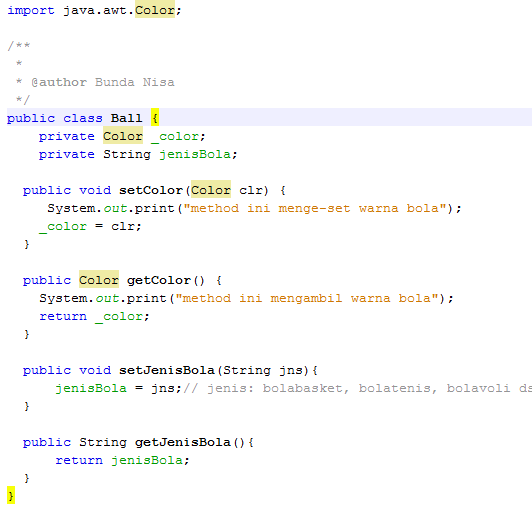 import java.awt.Color;
/**
 *
 * @author Bunda Nisa
 */
public class Ball {
    private Color _color;
    private String jenisBola;
  public void setColor(Color clr) {
     System.out.print("method ini menge-set warna bola");
    _color = clr;
  }
  public Color getColor() {
    System.out.print("method ini mengambil warna bola");
    return _color;
  }
  public void setJenisBola(String jns){
      jenisBola = jns;// jenis: bolabasket, bolatenis, bolavoli
  }
  public String getJenisBola(){
      return jenisBola;
  }
}